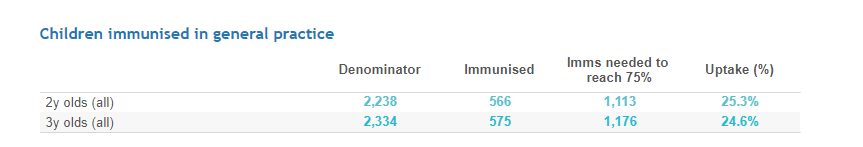 Children immunised in general practice
Denominator Immunised Imms needed to reach 75% Uptake (%)
2y olds (all) 2,238 566 1,113 25.3%
3y olds (all) 2,334 575 1,176 24.6%